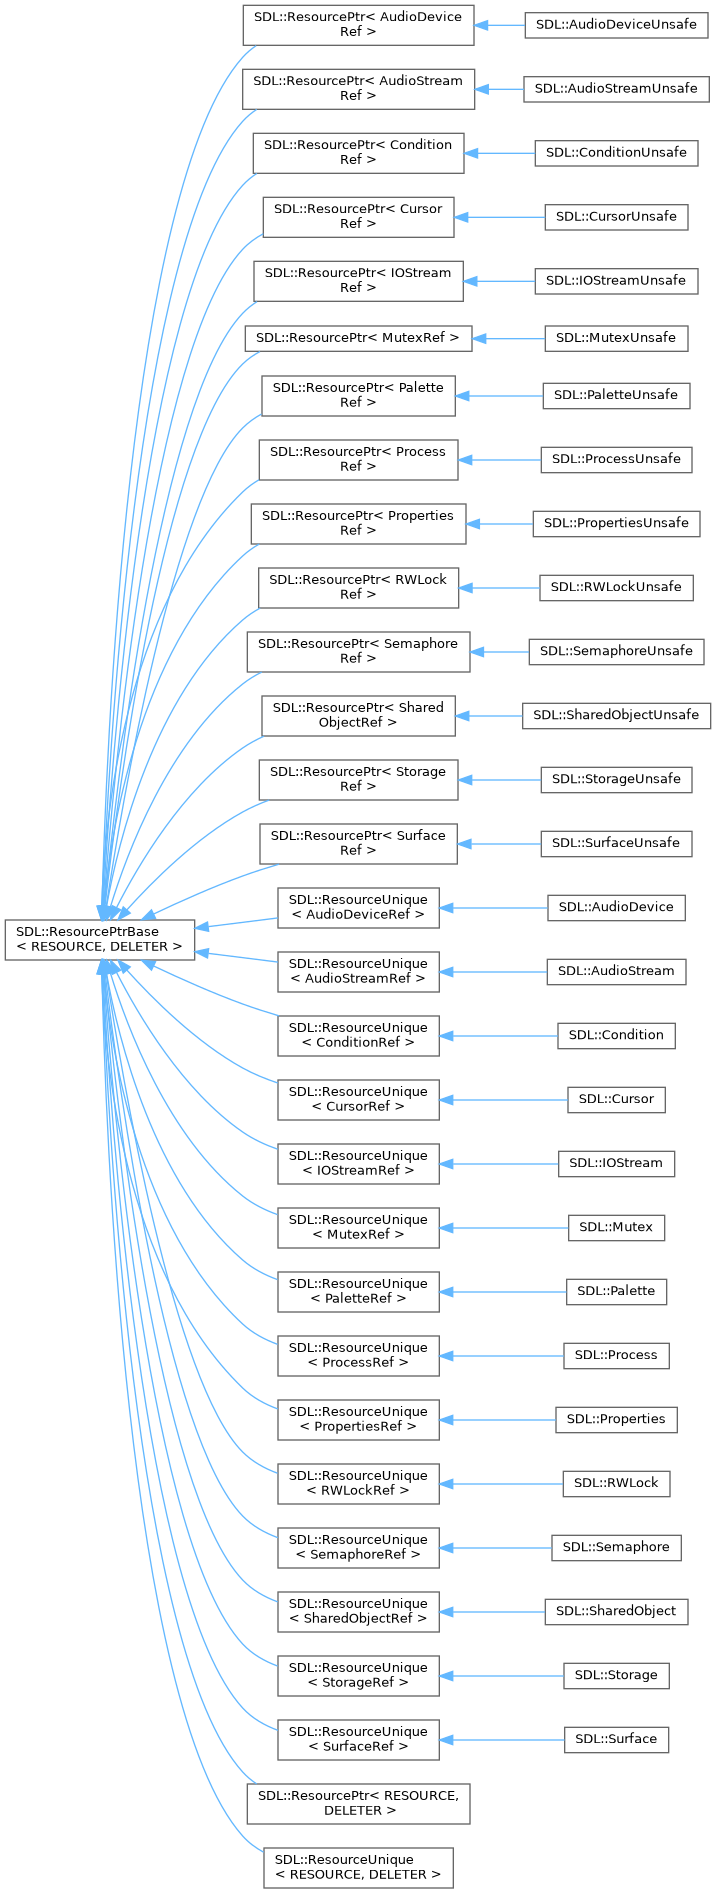 SDL::ResourcePtr< AudioDevice
Ref >
SDL::AudioDeviceUnsafe
SDL::ResourcePtr< AudioStream
Ref >
SDL::AudioStreamUnsafe
SDL::ResourcePtr< Condition
Ref >
SDL::ConditionUnsafe
SDL::ResourcePtr< Cursor
Ref >
SDL::CursorUnsafe
SDL::ResourcePtr< IOStream
Ref >
SDL::IOStreamUnsafe
SDL::ResourcePtr< MutexRef >
SDL::MutexUnsafe
SDL::ResourcePtr< Palette
Ref >
SDL::PaletteUnsafe
SDL::ResourcePtr< Process
Ref >
SDL::ProcessUnsafe
SDL::ResourcePtr< Properties
Ref >
SDL::PropertiesUnsafe
SDL::ResourcePtr< RWLock
Ref >
SDL::RWLockUnsafe
SDL::ResourcePtr< Semaphore
Ref >
SDL::SemaphoreUnsafe
SDL::ResourcePtr< Shared
ObjectRef >
SDL::SharedObjectUnsafe
SDL::ResourcePtr< Storage
Ref >
SDL::StorageUnsafe
SDL::ResourcePtr< Surface
Ref >
SDL::SurfaceUnsafe
SDL::ResourcePtrBase
< RESOURCE, DELETER >
SDL::ResourceUnique
< AudioDeviceRef >
SDL::AudioDevice
SDL::ResourceUnique
< AudioStreamRef >
SDL::AudioStream
SDL::ResourceUnique
< ConditionRef >
SDL::Condition
SDL::ResourceUnique
< CursorRef >
SDL::Cursor
SDL::ResourceUnique
< IOStreamRef >
SDL::IOStream
SDL::ResourceUnique
< MutexRef >
SDL::Mutex
SDL::ResourceUnique
< PaletteRef >
SDL::Palette
SDL::ResourceUnique
< ProcessRef >
SDL::Process
SDL::ResourceUnique
< PropertiesRef >
SDL::Properties
SDL::ResourceUnique
< RWLockRef >
SDL::RWLock
SDL::ResourceUnique
< SemaphoreRef >
SDL::Semaphore
SDL::ResourceUnique
< SharedObjectRef >
SDL::SharedObject
SDL::ResourceUnique
< StorageRef >
SDL::Storage
SDL::ResourceUnique
< SurfaceRef >
SDL::Surface
SDL::ResourcePtr< RESOURCE,
DELETER >
SDL::ResourceUnique
< RESOURCE, DELETER >